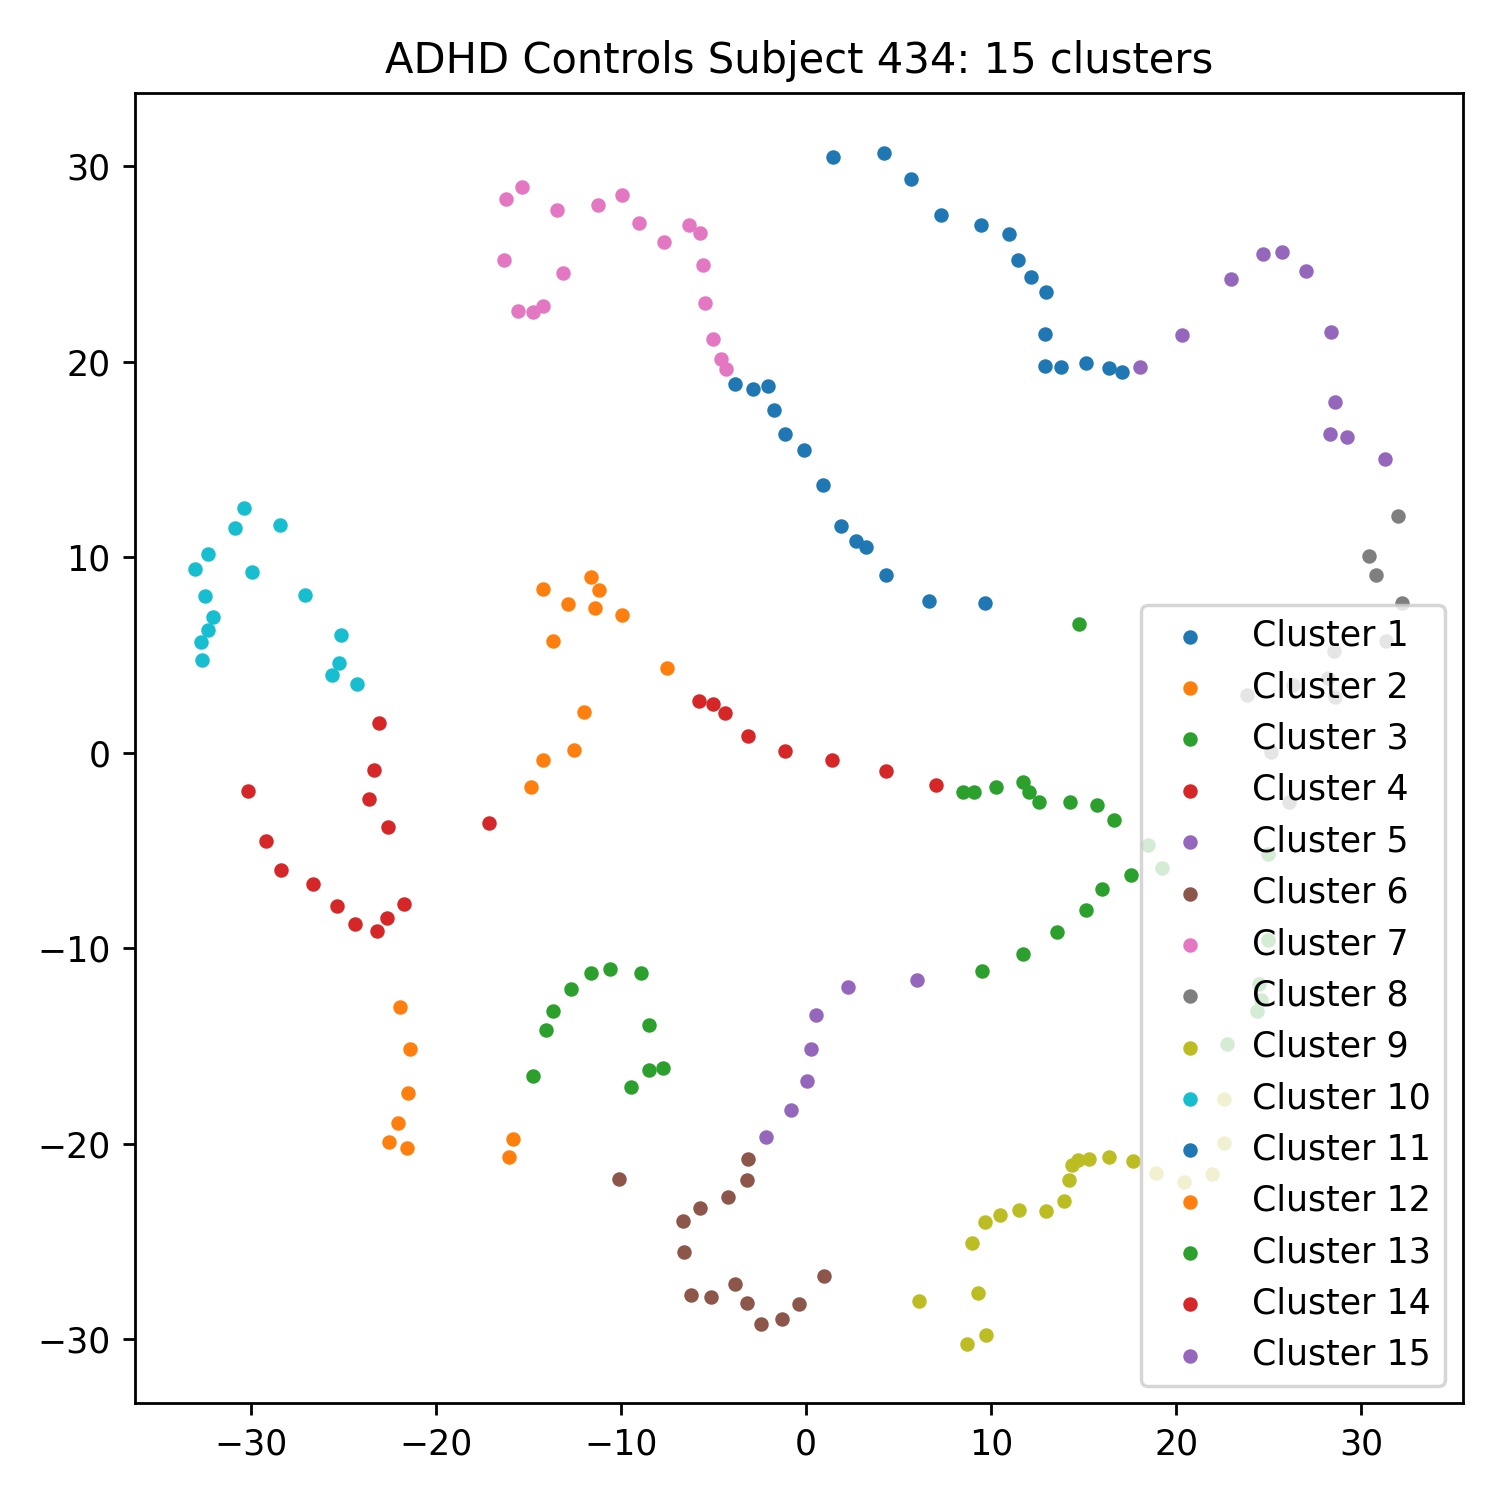 ADHD Controls Subject 434: 15 clusters
30
20
10
0
−10
−20
−30
−30
−20
−10
0
10
20
30
Cluster 1
Cluster 2
Cluster 3
Cluster 4
Cluster 5
Cluster 6
Cluster 7
Cluster 8
Cluster 9
Cluster 10
Cluster 11
Cluster 12
Cluster 13
Cluster 14
Cluster 15